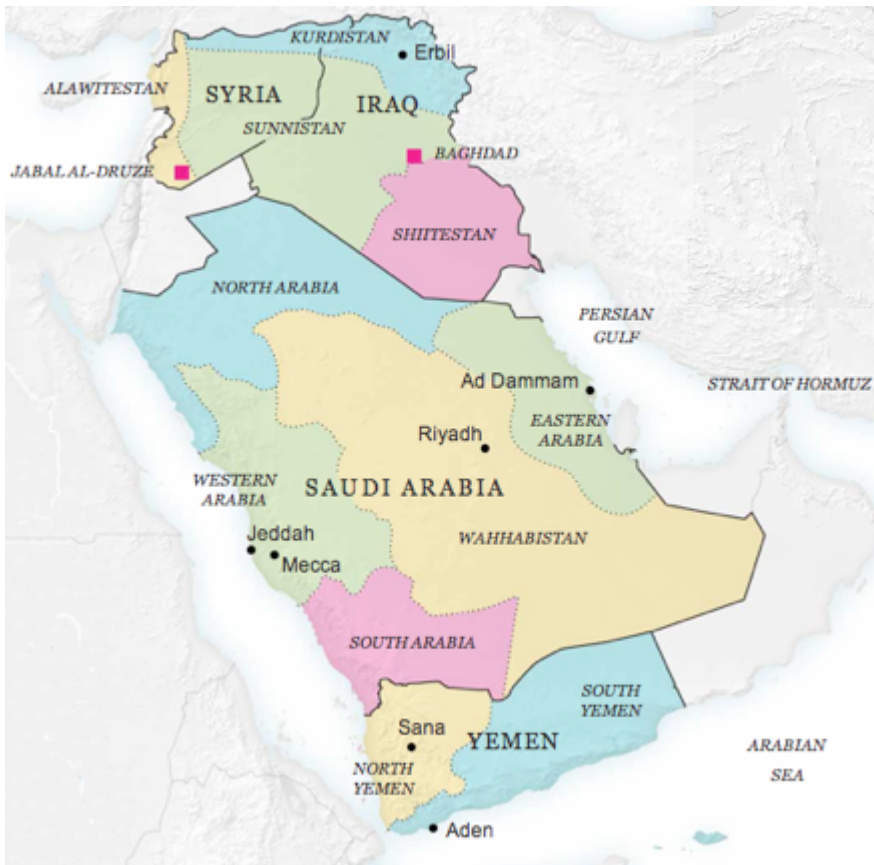 KURDISTAN
Erbil
ALAWITESTAN
SYRIA
IRAQ
SUNNISTAN
BAGHDAD
JABAL AL-DRUZE
SHIITESTAN
NORTH ARABIA
PERSIAN
GULF
Ad Dammam
STRAIT OF HORMUZ
EASTERN
ARABIA
Riyadh
WESTERN
ARABIA
SAUDI ARABIA
Jeddah
WAHHABISTAN
Mecca
SOUTH ARABIA
SOUTH
YEMEN
Sana
YEMEN
ARABIAN
SEA
NORTH
YEMEN
Aden